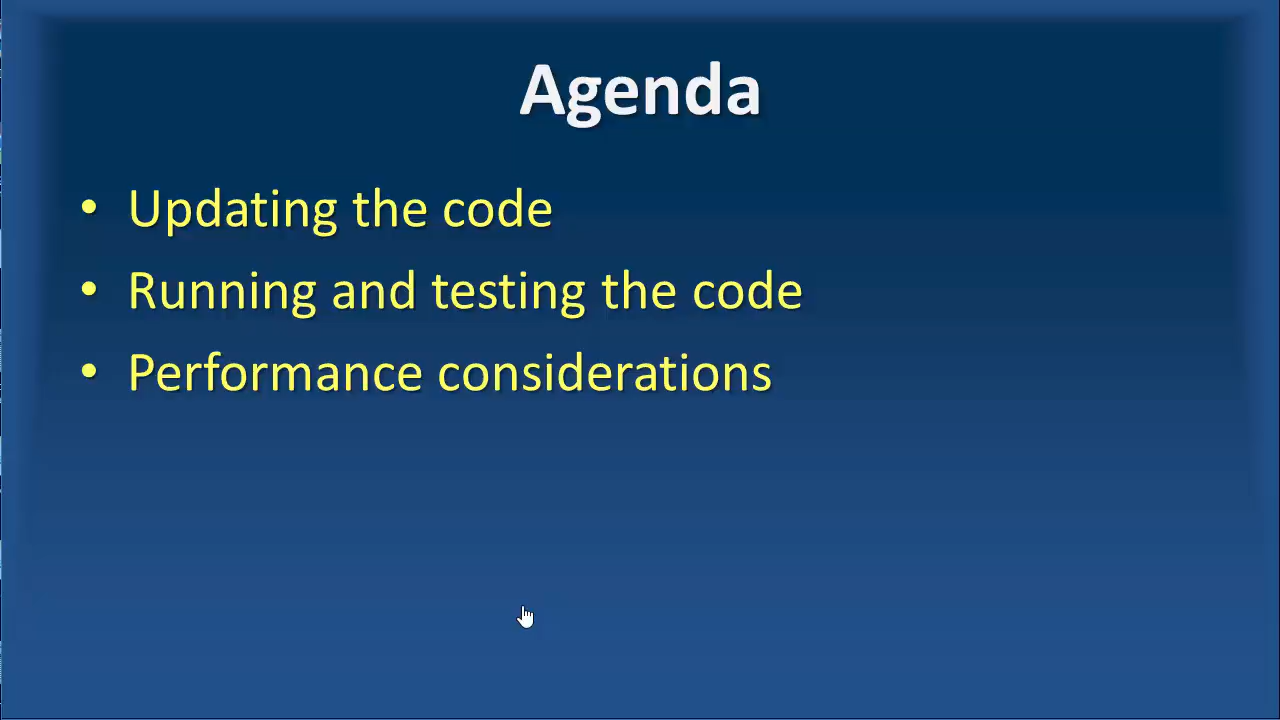 Agenda
• Updating the code
• Running and testing the code
• Performance considerations